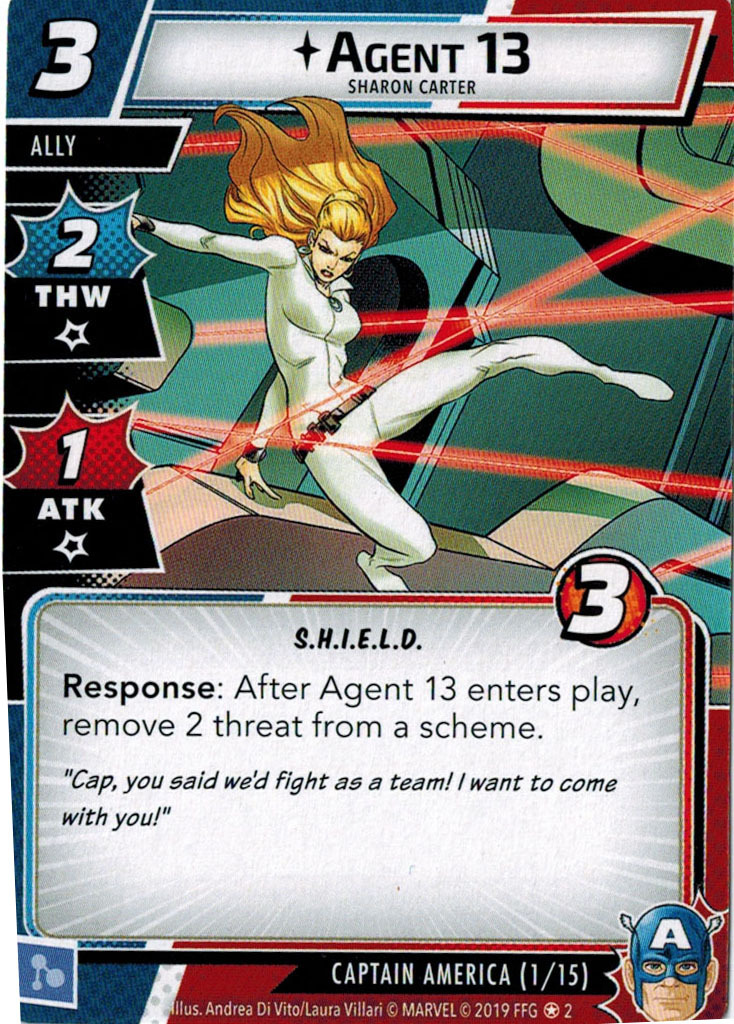 3
AGENT 13
SHARON CARTER
ALLY
2
THW
1
ATK
3
S.H.I.E.L.D.
Response: After Agent 13 enters play,
remove 2 threat from a scheme.
"Cap, you said we'd fight as a team! I want to come
with you!"
A
CAPTAIN AMERICA (1/15)
Illus. Andrea Di Vito/Laura Villari © MARVEL © 2019 FFG ✪ 2